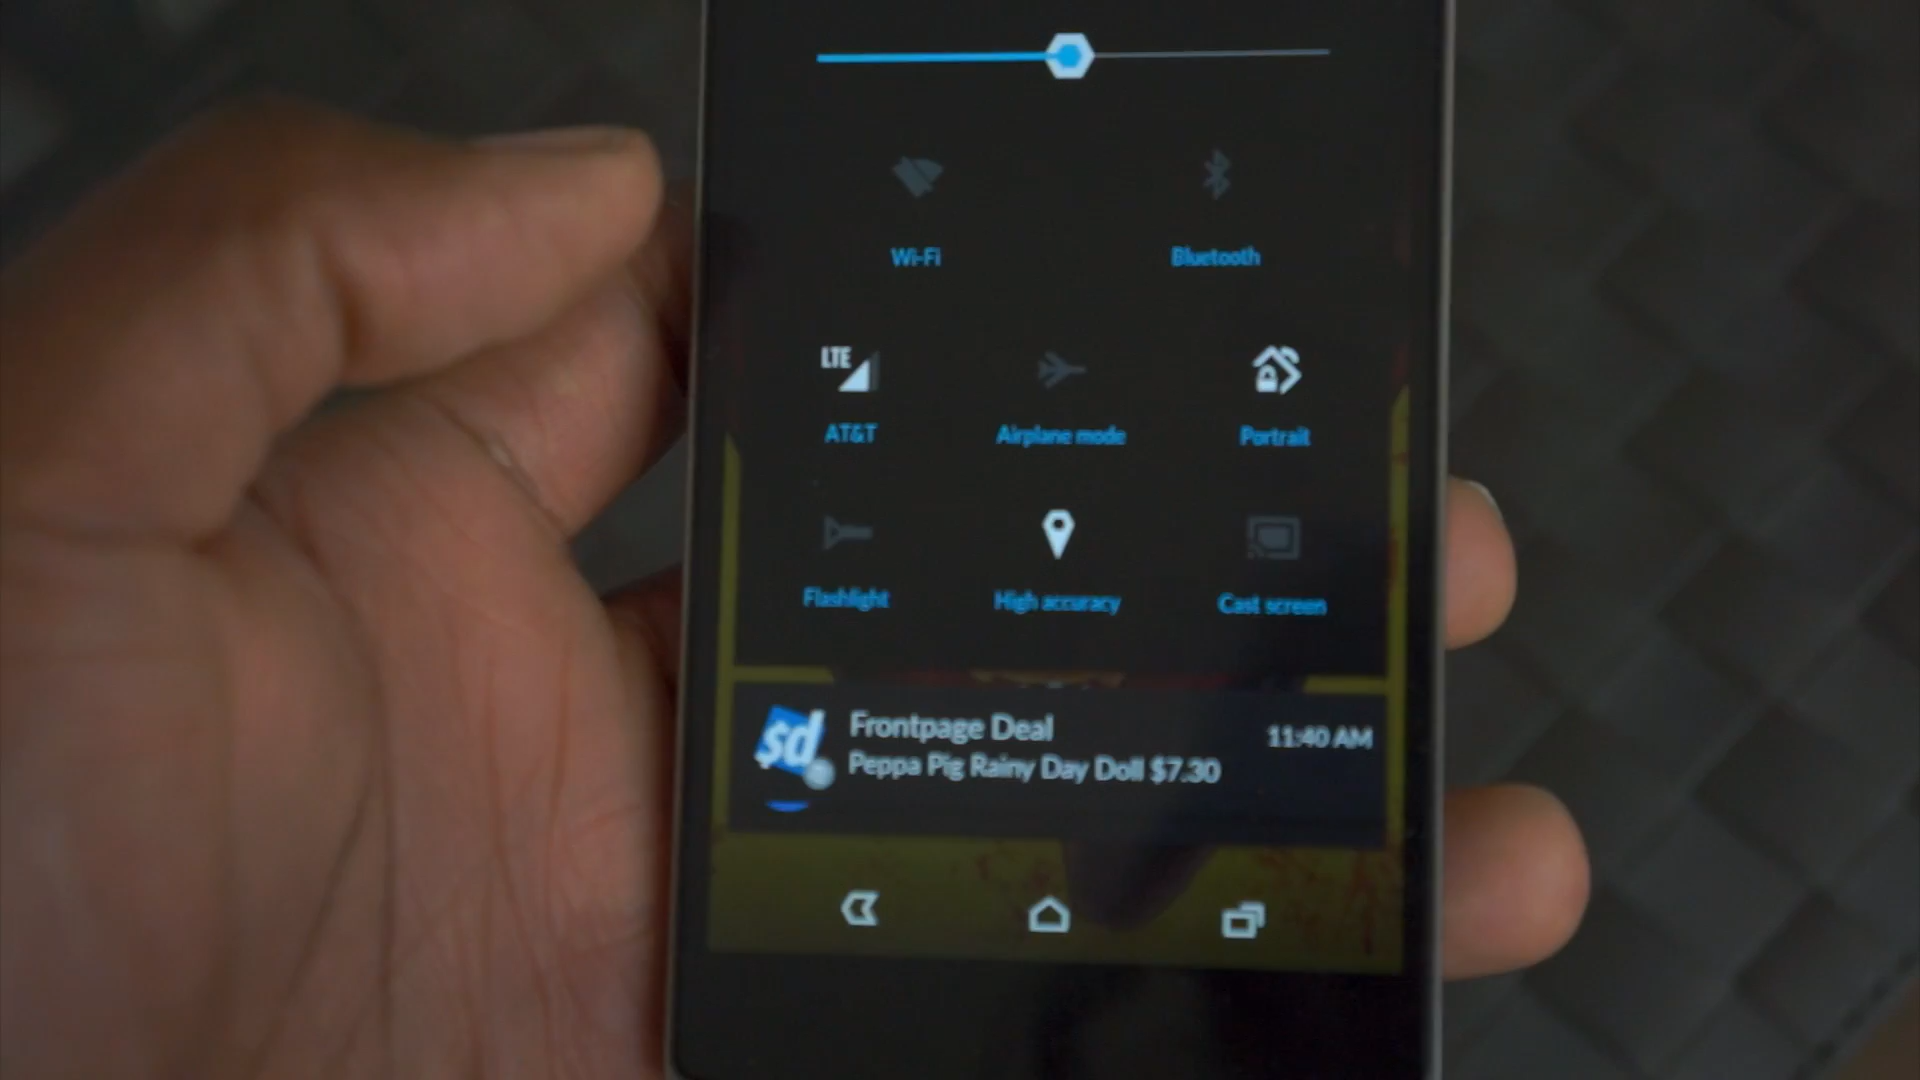 Wi-Fi Bluetooth
LTE
AT&T Airplane mode Portrait
Flashlight High accuracy Cast screen
$d Frontpage Deal 11:40 AM
Peppa Pig Rainy Day Doll $7.30